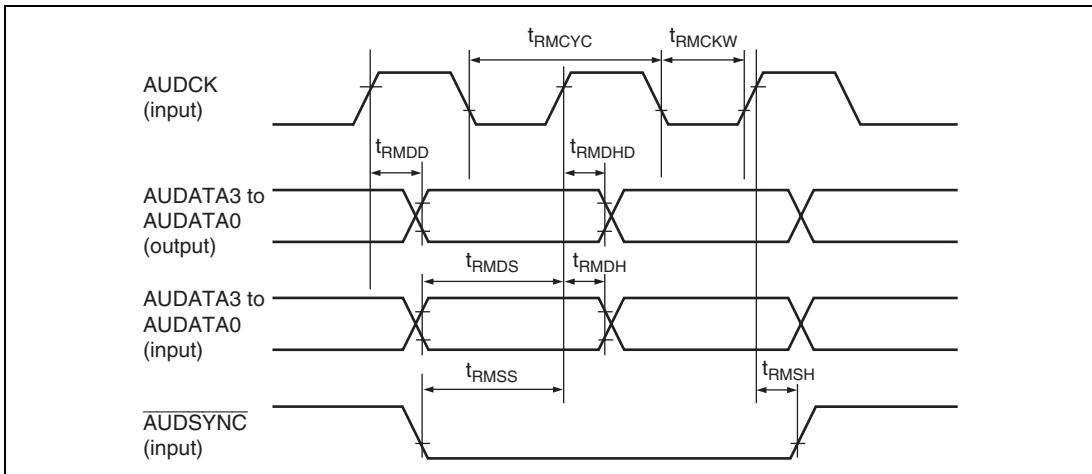 tRMCYC
tRMCKW
AUDCK
(input)
tRMDD
tRMDHD
AUDATA3 to
AUDATA0
(output)
tRMDS
tRMDH
AUDATA3 to
AUDATA0
(input)
tRMSS
tRMSH
AUDSYNC
(input)